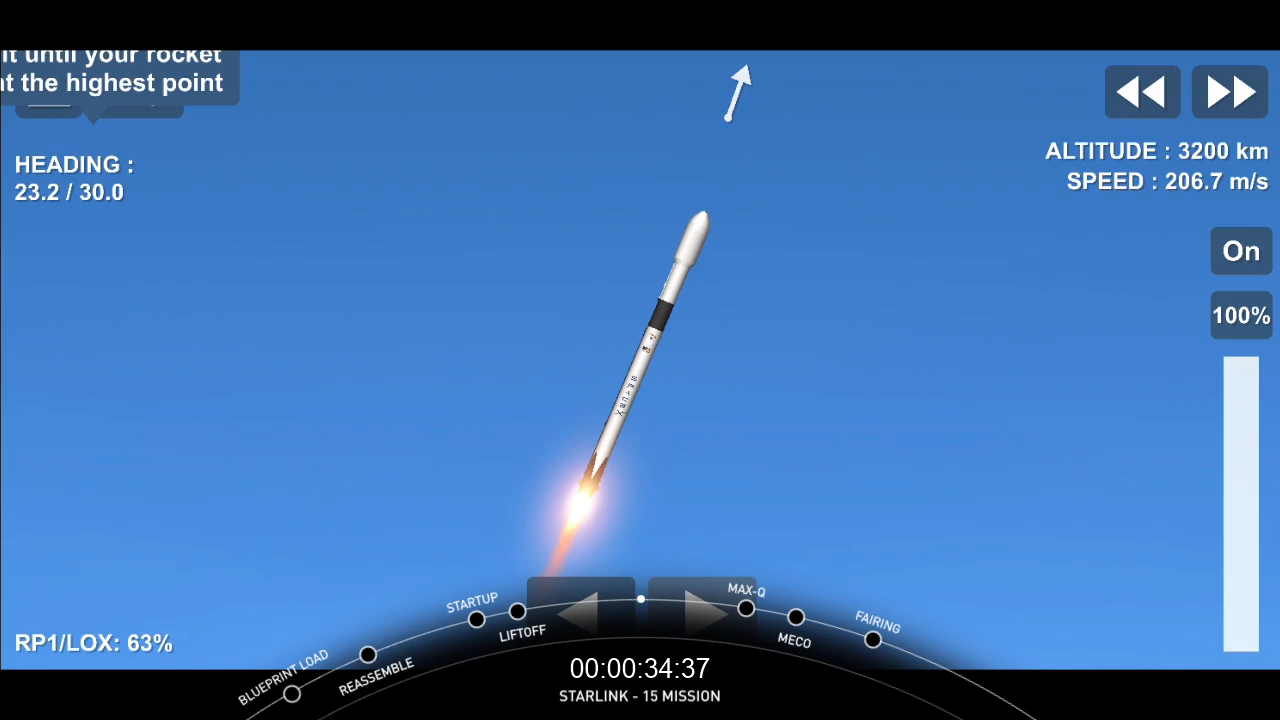 it until your rocket
at the highest point
HEADING :
23.2 / 30.0
ALTITUDE : 3200 km
SPEED : 206.7 m/s
On
100%
RP1/LOX: 63%
BLUEPRINT LOAD
REASSEMBLE
STARTUP
LIFTOFF
MAX-Q
MECO
FAIRING
00:00:34:37
STARLINK - 15 MISSION